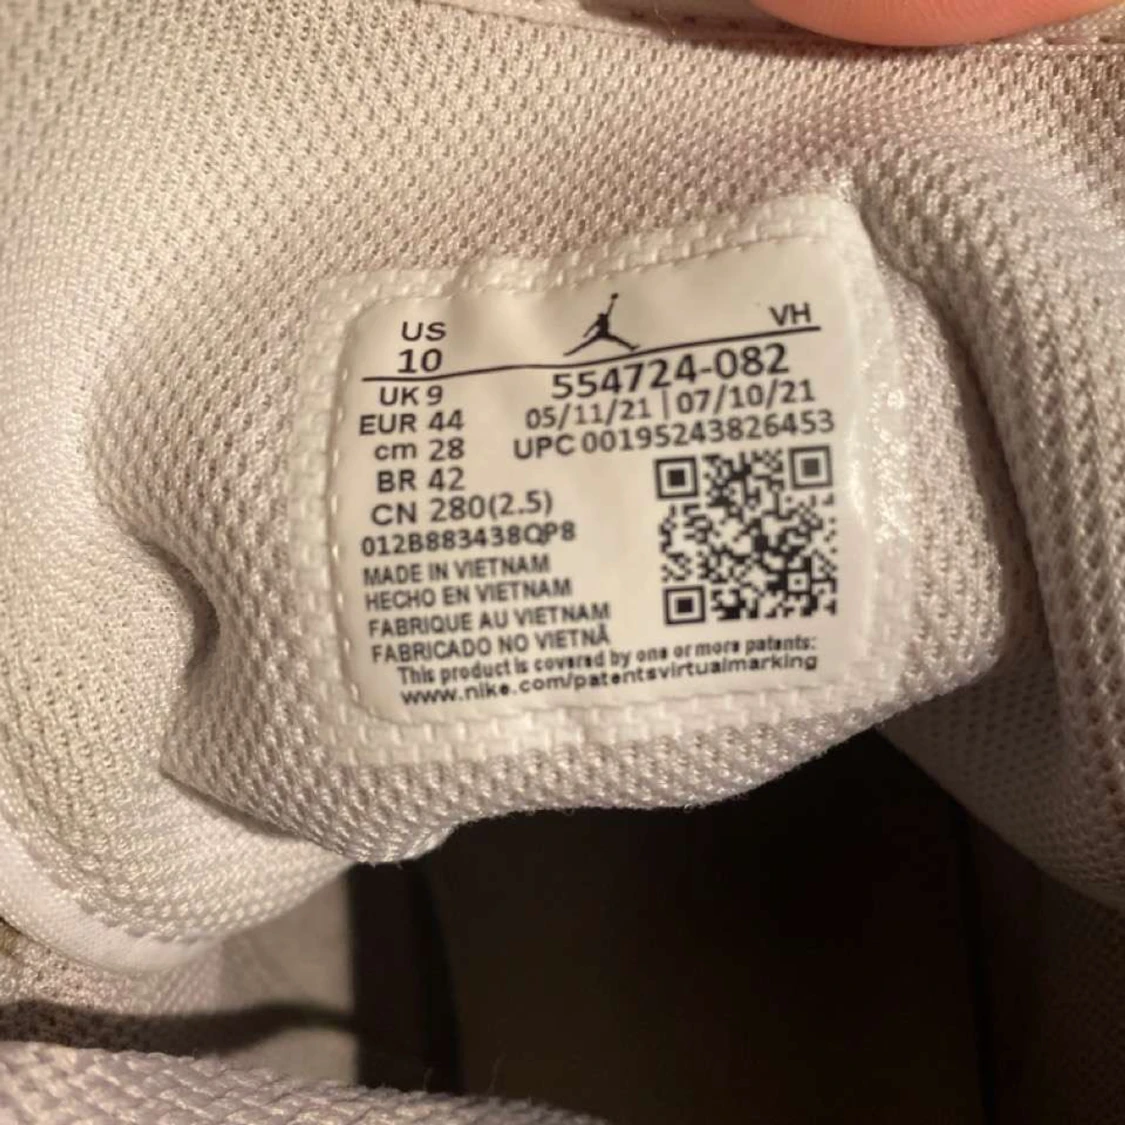 US
10
VH
UK 9
EUR 44
cm 28
BR 42
CN 280(2.5)
554724-082
05/11/21 | 07/10/21
UPC 00195243826453
012B883438QP8
MADE IN VIETNAM
HECHO EN VIETNAM
FABRIQUE AU VIETNAM
FABRICADO NO VIETNÃ
This product is covered by one or more patents:
www.nike.com/patentsvirtualmarking